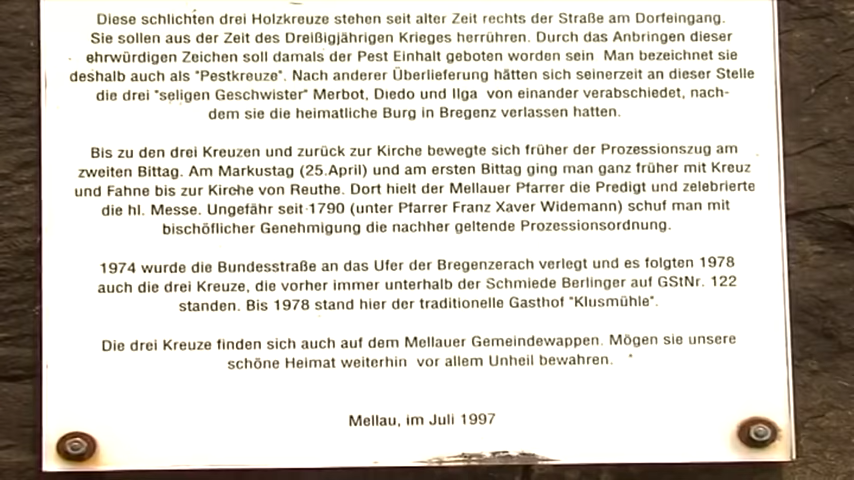 Diese schlichten drei Holzkreuze stehen seit alter Zeit rechts der Straße am Dorfeingang.
Sie sollen aus der Zeit des Dreißigjährigen Krieges herrühren. Durch das Anbringen dieser
ehrwürdigen Zeichen soll damals der Pest Einhalt geboten worden sein Man bezeichnet sie
deshalb auch als "Pestkreuze". Nach anderer Überlieferung hätten sich seinerzeit an dieser Stelle
die drei "seligen Geschwister" Merbot, Diedo und Ilga von einander verabschiedet, nach-
dem sie die heimatliche Burg in Bregenz verlassen hatten.
Bis zu den drei Kreuzen und zurück zur Kirche bewegte sich früher der Prozessionszug am
zweiten Bittag. Am Markustag (25.April) und am ersten Bittag ging man ganz früher mit Kreuz
und Fahne bis zur Kirche von Reuthe. Dort hielt der Mellauer Pfarrer die Predigt und zelebrierte
die hl. Messe. Ungefähr seit 1790 (unter Pfarrer Franz Xaver Widemann) schuf man mit
bischöflicher Genehmigung die nachher geltende Prozessionsordnung.
1974 wurde die Bundesstraße an das Ufer der Bregenzerach verlegt und es folgten 1978
auch die drei Kreuze, die vorher immer unterhalb der Schmiede Berlinger auf GStNr. 122
standen. Bis 1978 stand hier der traditionelle Gasthof "Klusmühle".
Die drei Kreuze finden sich auch auf dem Mellauer Gemeindewappen. Mögen sie unsere
schöne Heimat weiterhin vor allem Unheil bewahren.
Mellau, im Juli 1997